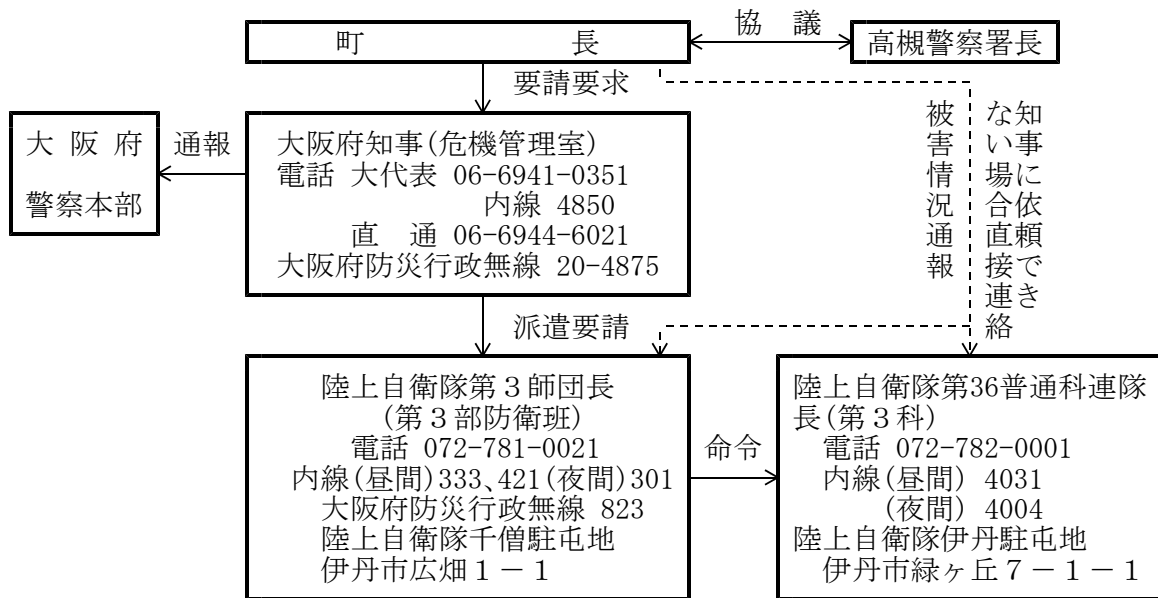 町　　　　　　　長
協　議
高槻警察署長
要請要求
大 阪 府
警察本部
通報
大阪府知事(危機管理室)
電話 大代表 06-6941-0351
内線 4850
直　通 06-6944-6021
大阪府防災行政無線 20-4875
被害情況通報
知事に依頼でき
ない場合直接連絡
派遣要請
陸上自衛隊第３師団長
(第３部防衛班)
電話 072-781-0021
内線(昼間)333､421(夜間)301
大阪府防災行政無線 823
陸上自衛隊千僧駐屯地
伊丹市広畑１－１
命令
陸上自衛隊第36普通科連隊
長(第３科)
電話 072-782-0001
内線(昼間) 4031
(夜間) 4004
陸上自衛隊伊丹駐屯地
伊丹市緑ヶ丘７－１－１